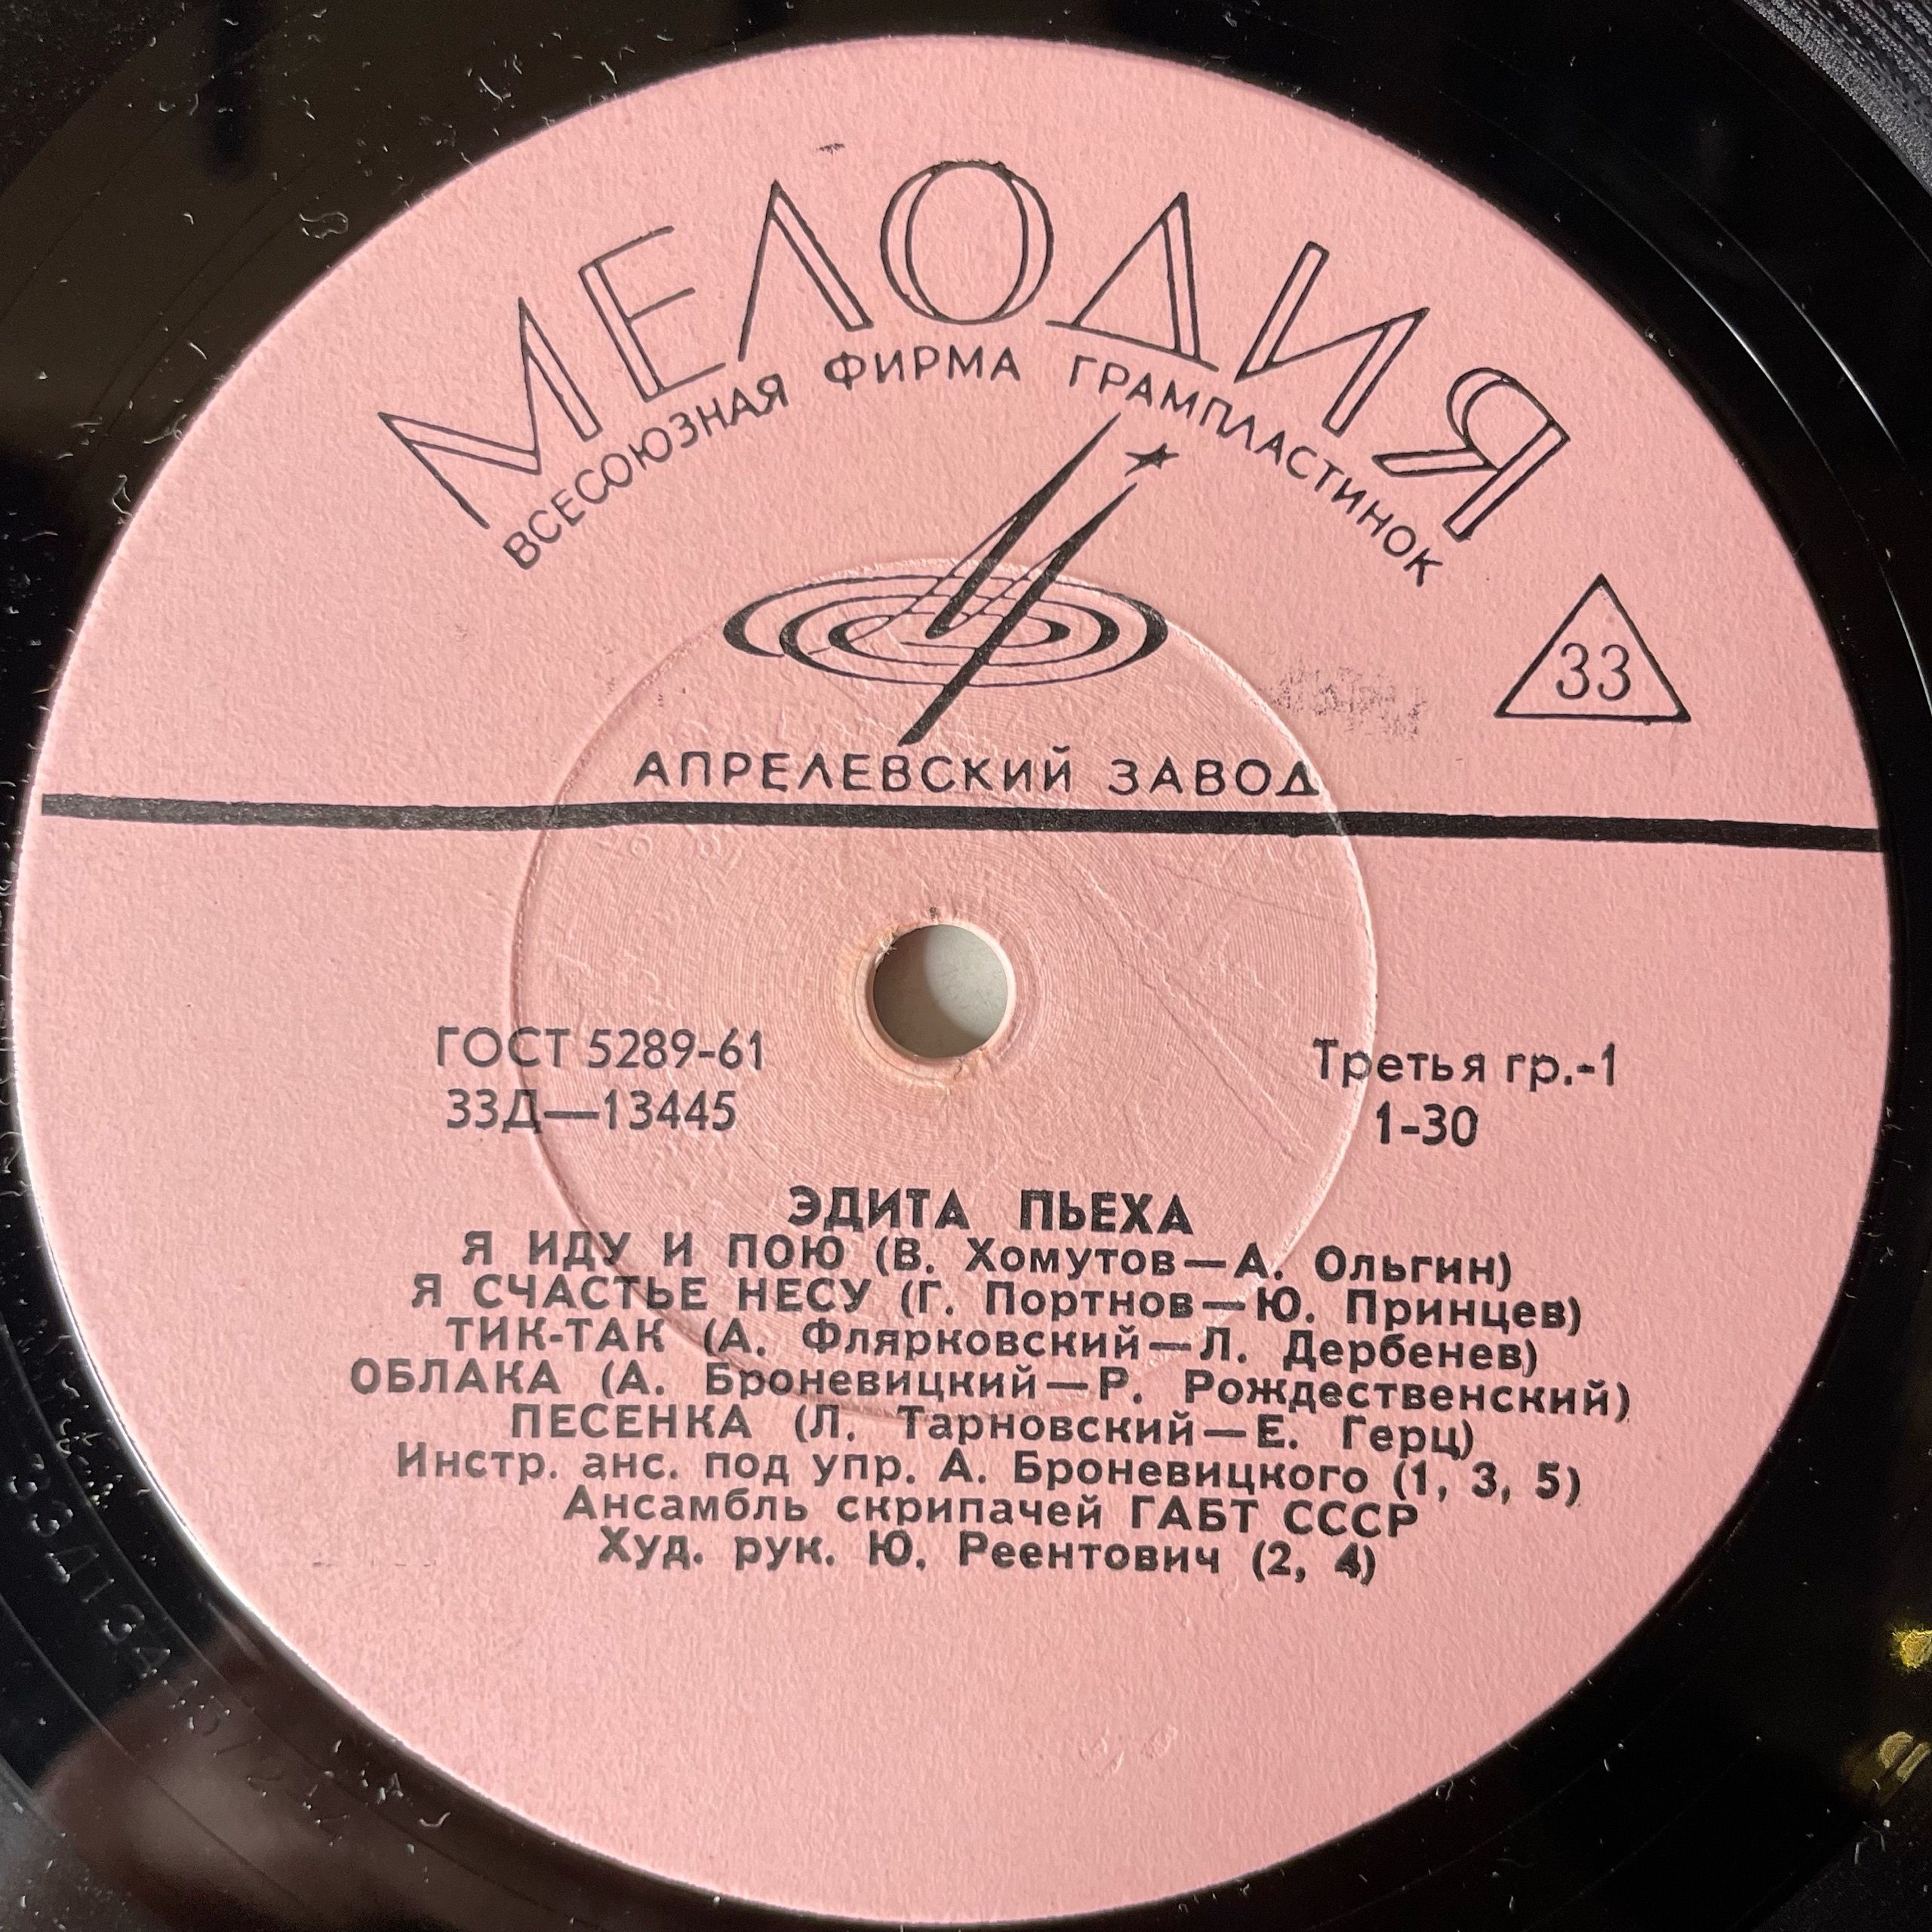 МЕЛОДИЯ
ВСЕСОЮЗНАЯ ФИРМА ГРАМПЛАСТИНОК
33
АПРЕЛЕВСКИЙ ЗАВОД
ГОСТ 5289-61
Третья гр.-1
33Д—13445
1-30
ЭДИТА ПЬЕХА
Я ИДУ И ПОЮ (В. Хомутов—А. Ольгин)
Я СЧАСТЬЕ НЕСУ (Г. Портнов—Ю. Принцев)
ТИК-ТАК (А. Флярковский—Л. Дербенев)
ОБЛАКА (А. Броневицкий—Р. Рождественский)
ПЕСЕНКА (Л. Тарновский—Е. Герц)
Инстр. анс. под упр. А. Броневицкого (1, 3, 5)
Ансамбль скрипачей ГАБТ СССР
Худ. рук. Ю. Реентович (2, 4)